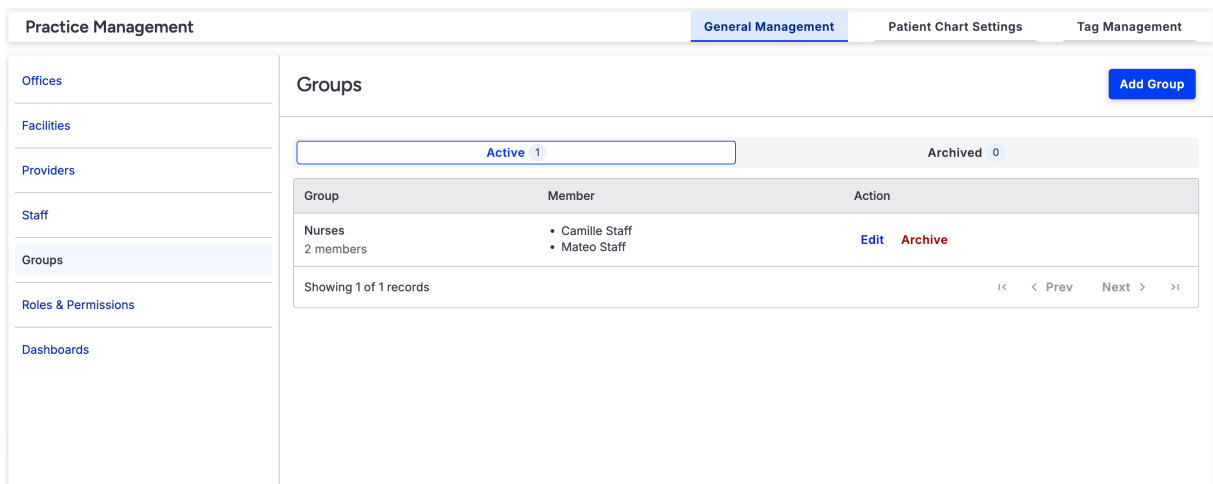 Practice Management
General Management
Patient Chart Settings
Tag Management
Offices
Facilities
Providers
Staff
Groups
Roles & Permissions
Dashboards
Groups
Add Group
Active 1
Archived 0
Group Member Action
Nurses
2 members
• Camille Staff
• Mateo Staff
Edit Archive
Showing 1 of 1 records
Prev Next